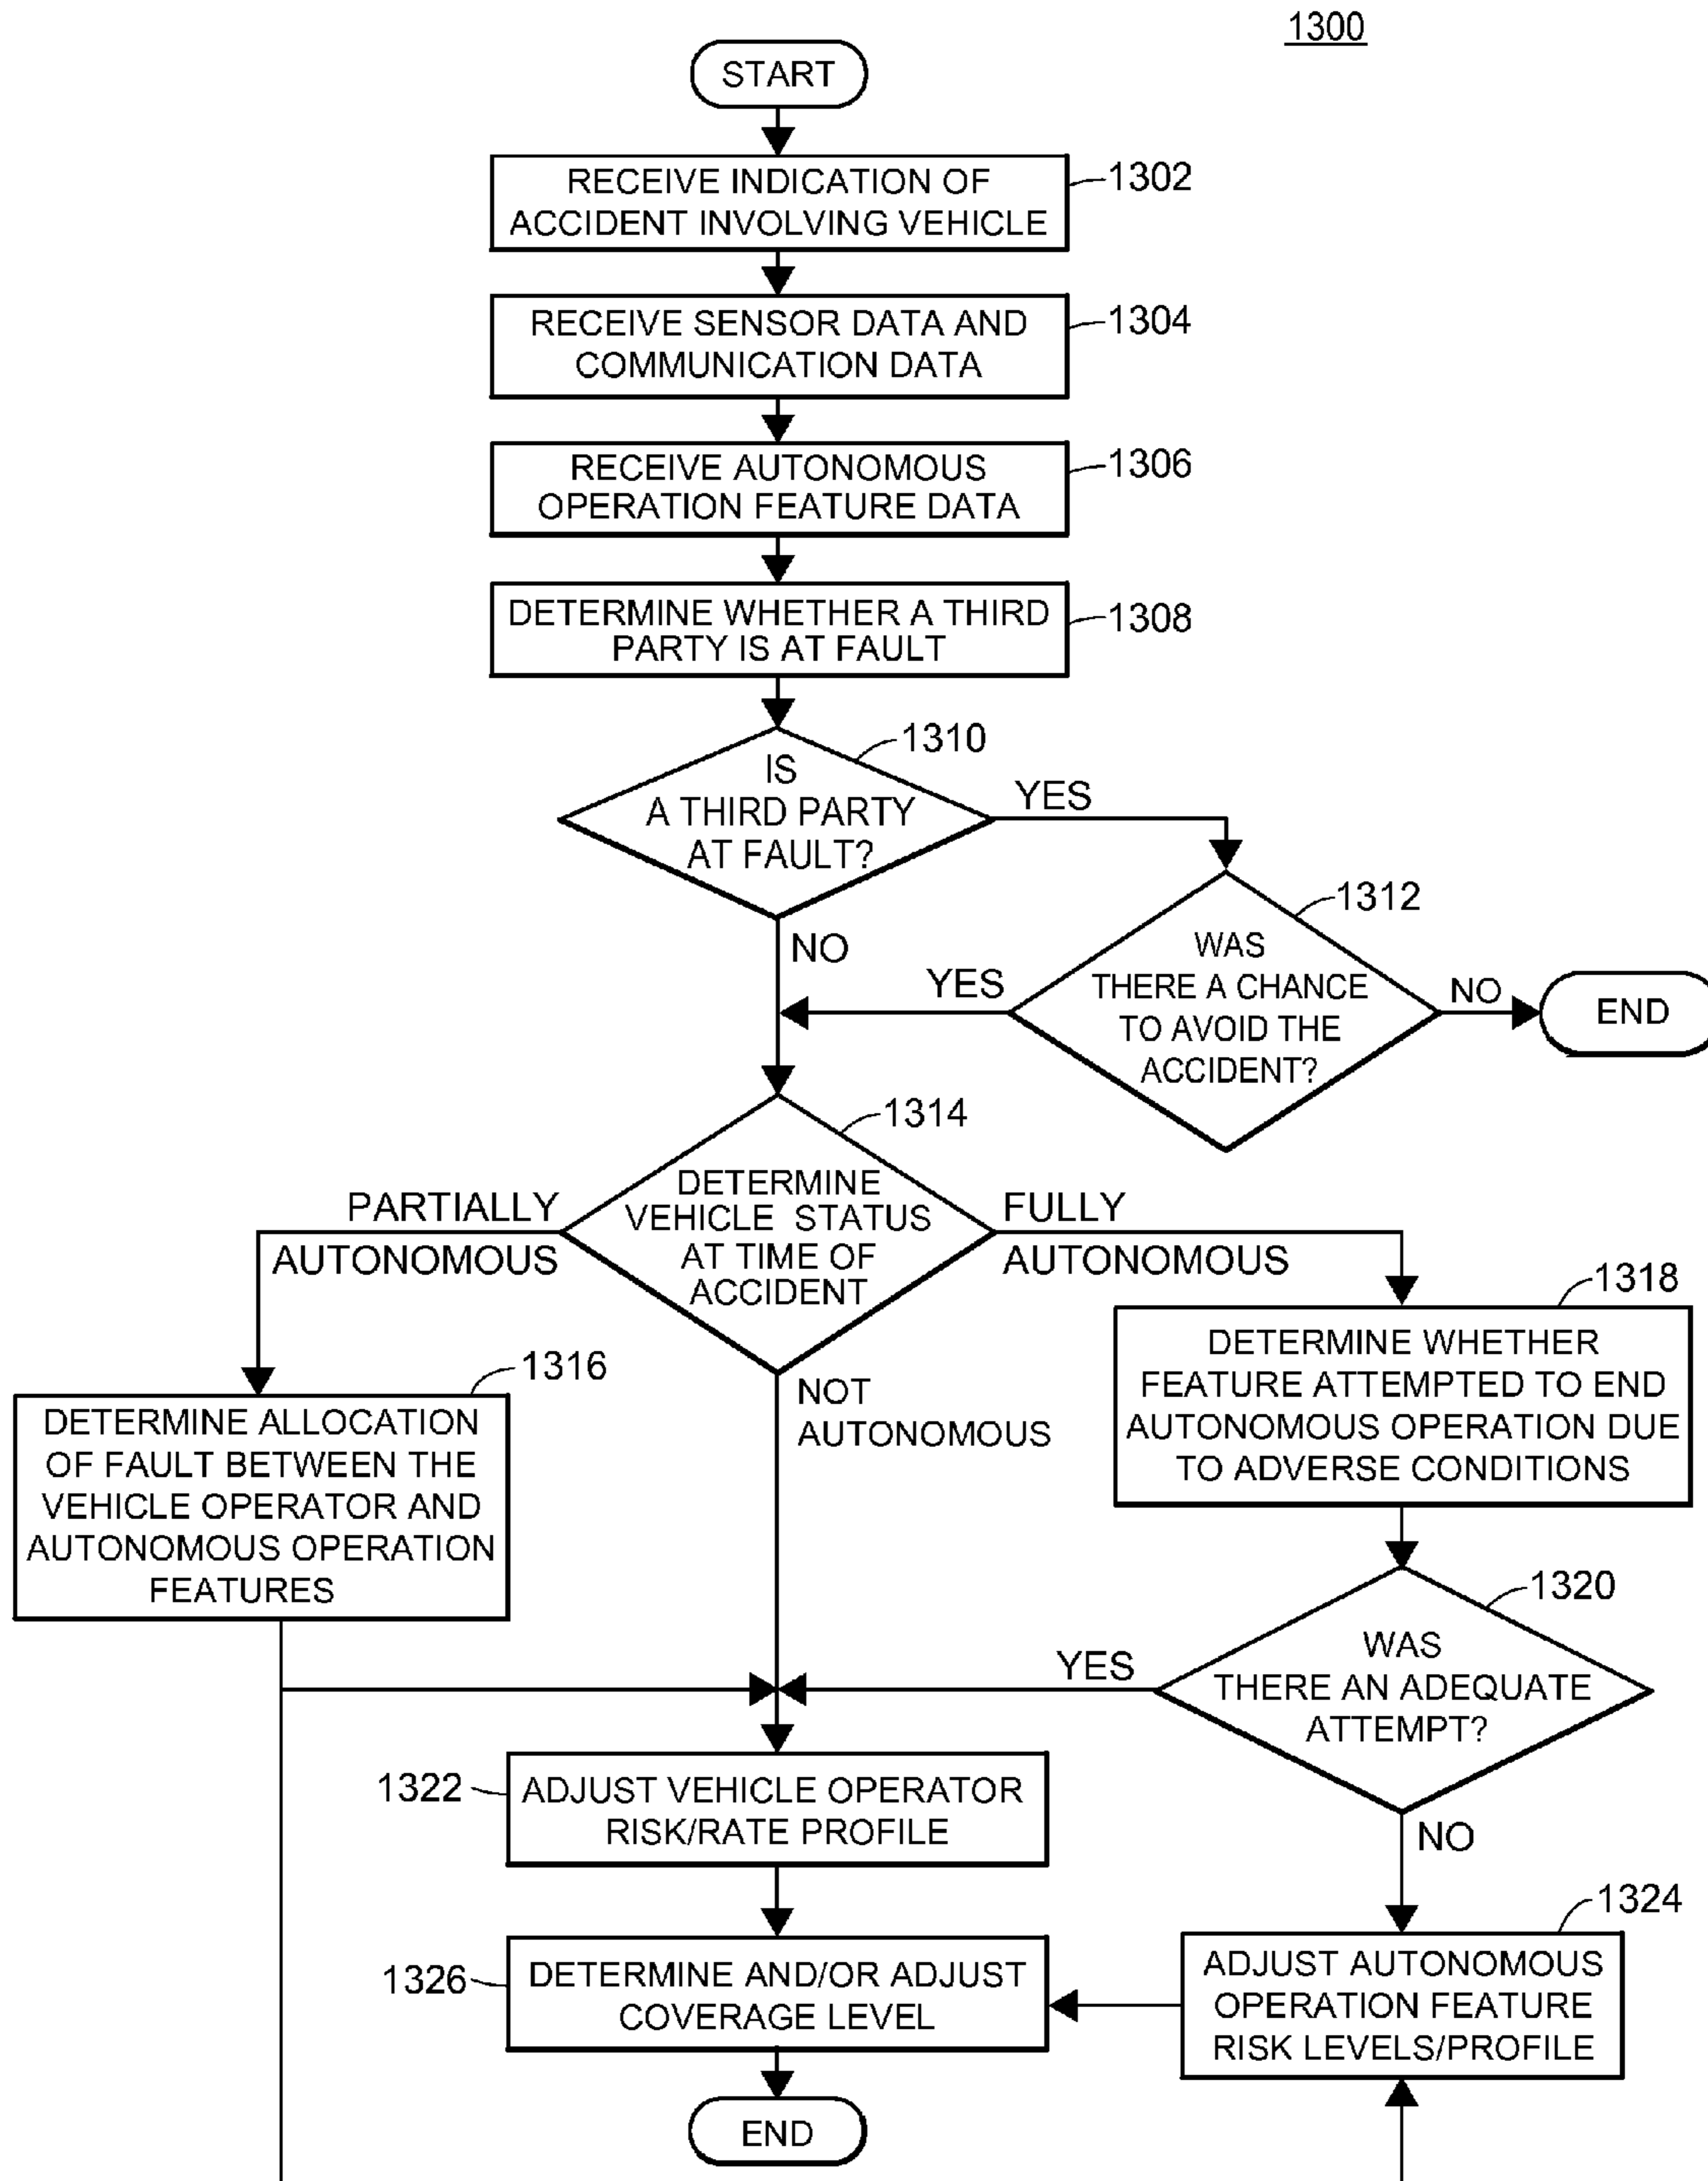 1300
START
RECEIVE INDICATION OF
ACCIDENT INVOLVING VEHICLE
1302
RECEIVE SENSOR DATA AND
COMMUNICATION DATA
1304
RECEIVE AUTONOMOUS
OPERATION FEATURE DATA
1306
DETERMINE WHETHER A THIRD
PARTY IS AT FAULT
1308
1310
IS
A THIRD PARTY
AT FAULT?
YES
NO
1312
WAS
THERE A CHANCE
TO AVOID THE
ACCIDENT?
YES
NO
END
1314
DETERMINE
VEHICLE STATUS
AT TIME OF
ACCIDENT
PARTIALLY
AUTONOMOUS
FULLY
AUTONOMOUS
NOT
AUTONOMOUS
1316
DETERMINE ALLOCATION
OF FAULT BETWEEN THE
VEHICLE OPERATOR AND
AUTONOMOUS OPERATION
FEATURES
1318
DETERMINE WHETHER
FEATURE ATTEMPTED TO END
AUTONOMOUS OPERATION DUE
TO ADVERSE CONDITIONS
1320
WAS
THERE AN ADEQUATE
ATTEMPT?
YES
NO
1322
ADJUST VEHICLE OPERATOR
RISK/RATE PROFILE
1324
ADJUST AUTONOMOUS
OPERATION FEATURE
RISK LEVELS/PROFILE
1326
DETERMINE AND/OR ADJUST
COVERAGE LEVEL
END